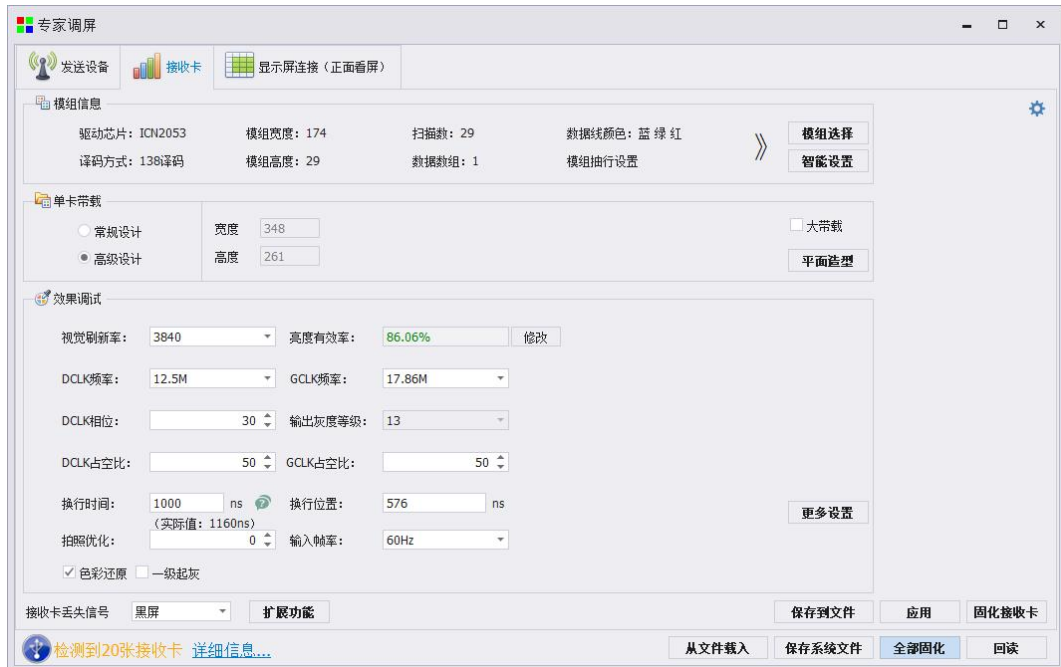 专家调屏
发送设备 接收卡 显示屏连接（正面看屏）
模组信息
驱动芯片：ICN2053 模组宽度：174 扫描数：29 数据线颜色：蓝 绿 红 模组选择
译码方式：138译码 模组高度：29 数据数组：1 模组抽行设置 智能设置
单卡带载
常规设计 宽度 348 大带载
高级设计 高度 261 平面造型
效果调试
视觉刷新率： 3840 亮度有效率： 86.06% 修改
DCLK频率： 12.5M GCLK频率： 17.86M
DCLK相位： 30 输出灰度等级： 13
DCLK占空比： 50 GCLK占空比： 50
换行时间： 1000 ns 换行位置： 576 ns 更多设置
（实际值：1160ns）
拍照优化： 0 输入帧率： 60Hz
色彩还原 一级起灰
接收卡丢失信号 黑屏 扩展功能 保存到文件 应用 固化接收卡
检测到20张接收卡 详细信息... 从文件载入 保存系统文件 全部固化 回读